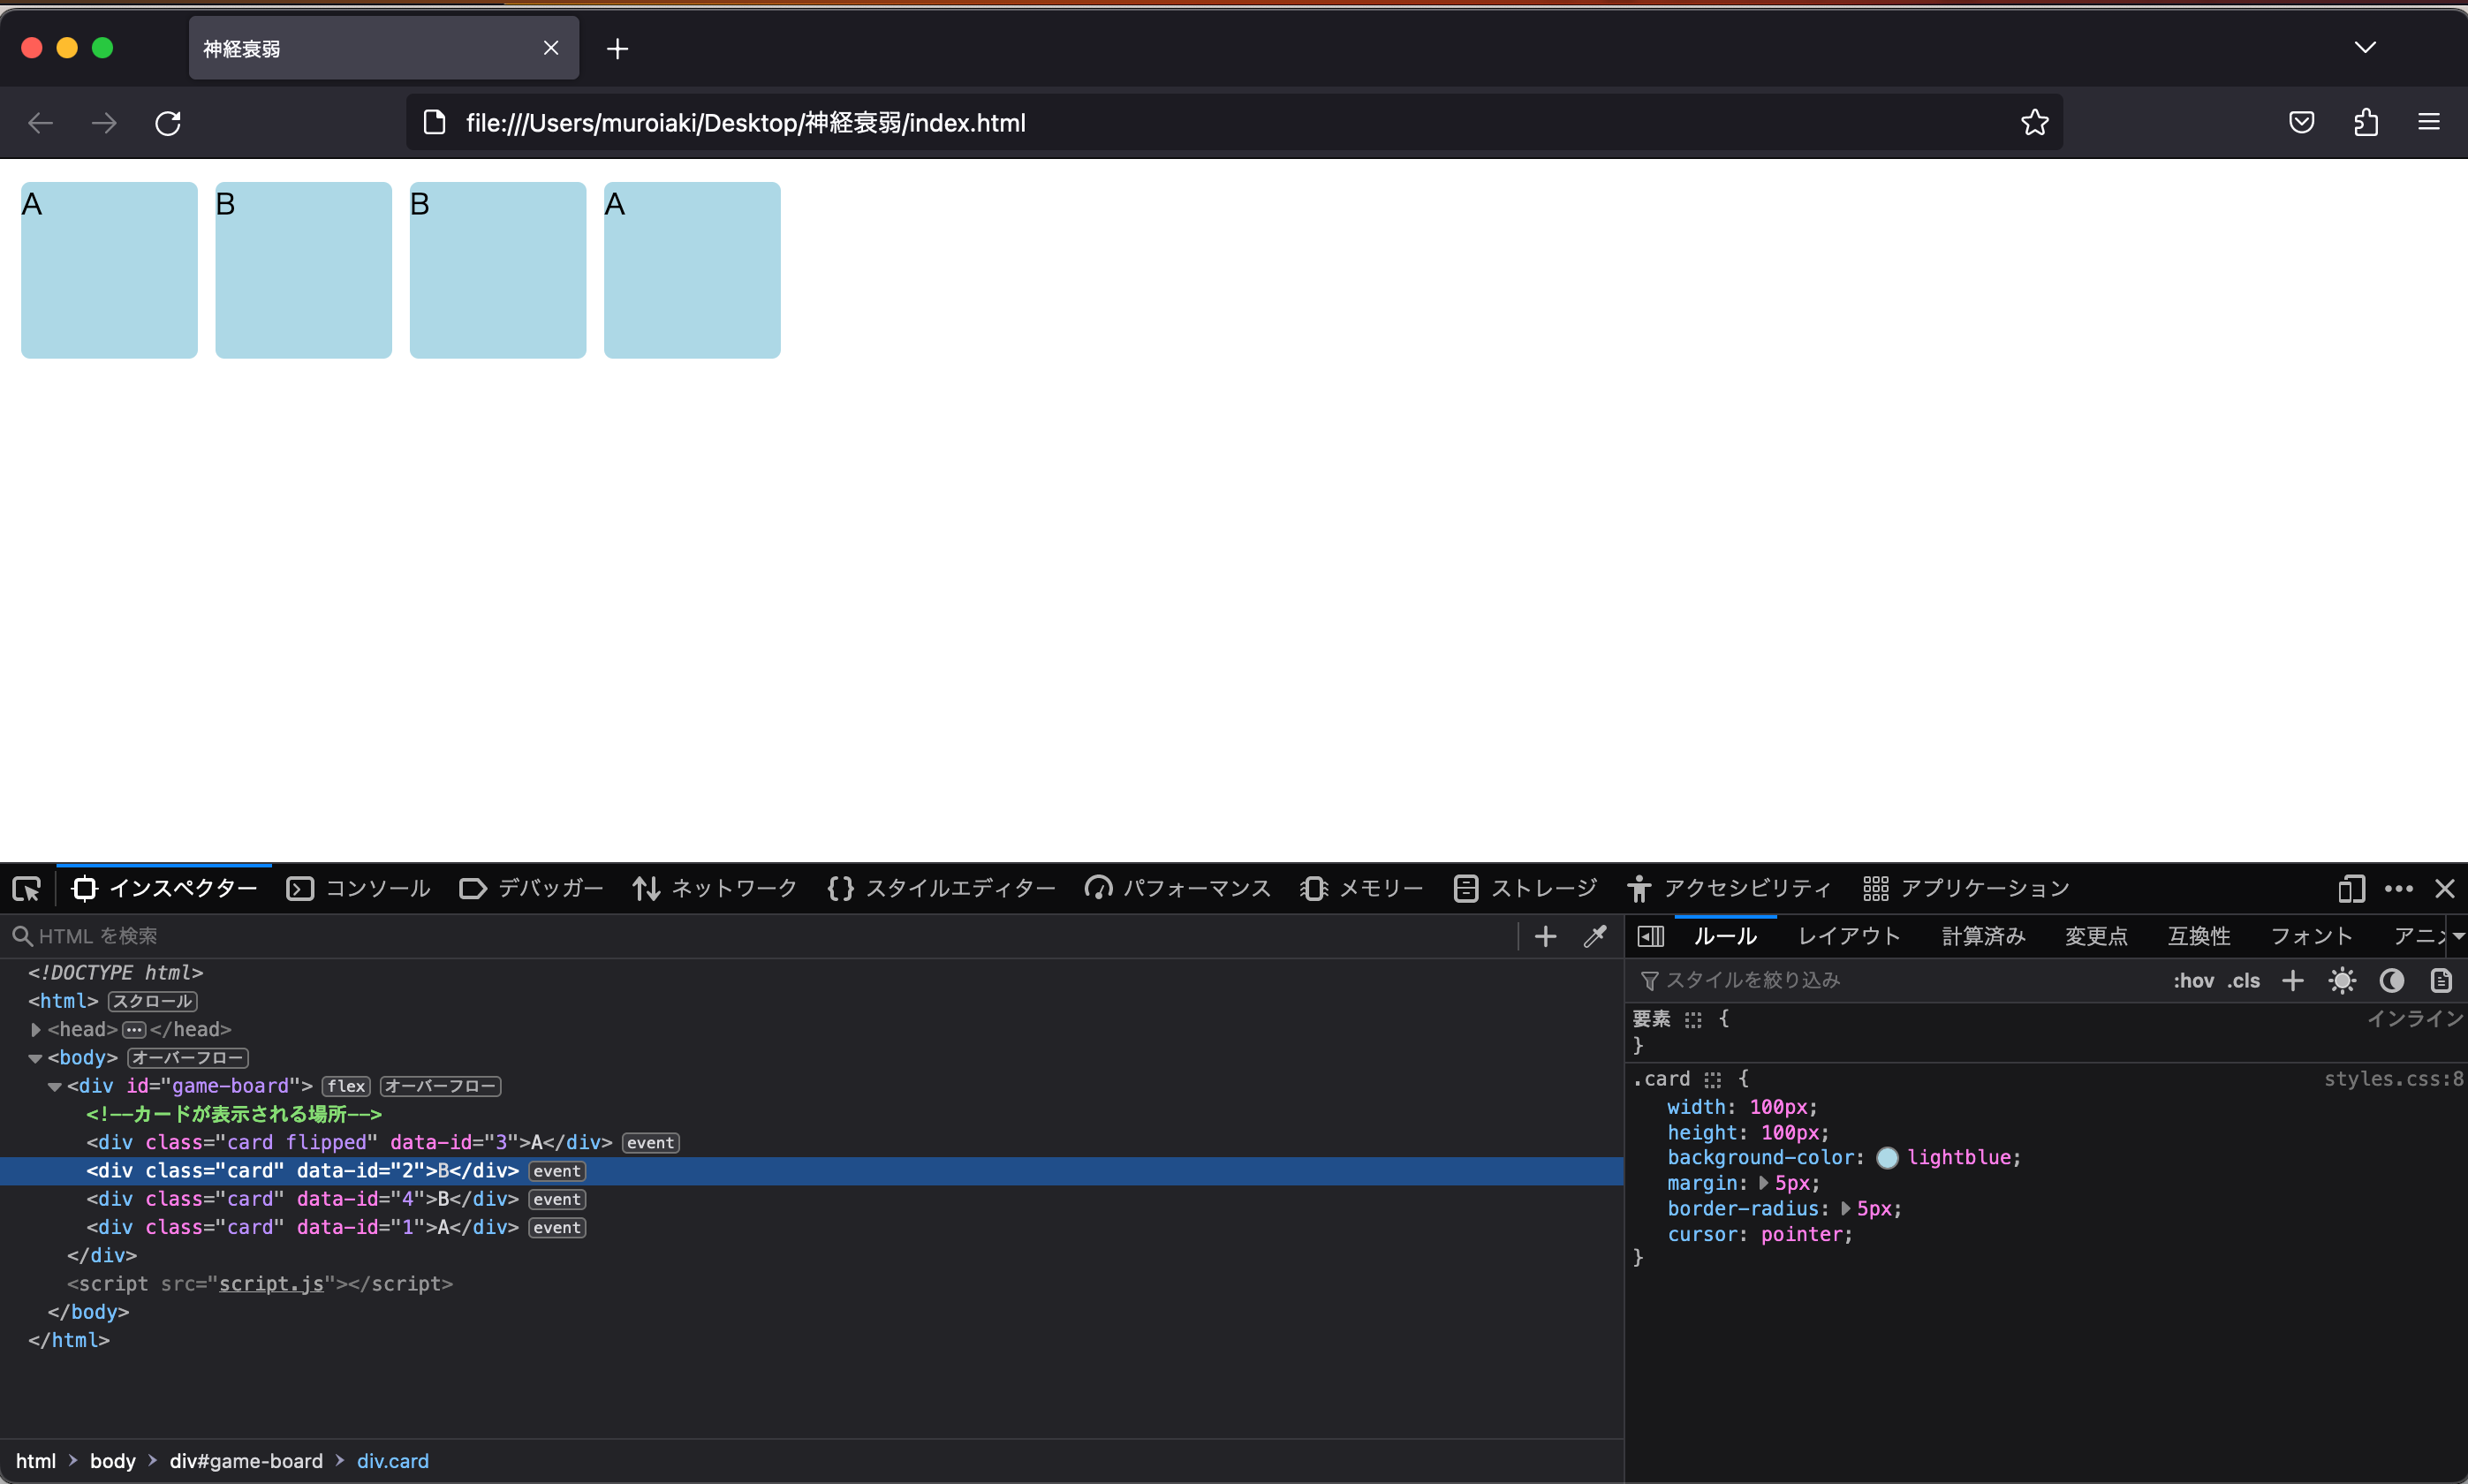 神経衰弱
file:///Users/muroiaki/Desktop/神経衰弱/index.html
A B B A
インスペクター コンソール デバッガー ネットワーク スタイルエディター パフォーマンス メモリー ストレージ アクセシビリティ アプリケーション
HTML を検索
<!DOCTYPE html>
<html> スクロール
<head> ••• </head>
<body> オーバーフロー
<div id="game-board"> flex オーバーフロー
<!--カードが表示される場所-->
<div class="card flipped" data-id="3">A</div> event
<div class="card" data-id="2">B</div> event
<div class="card" data-id="4">B</div> event
<div class="card" data-id="1">A</div> event
</div>
<script src="script.js"></script>
</body>
</html>
html > body > div#game-board > div.card
ルール レイアウト 計算済み 変更点 互換性 フォント アニメ
スタイルを絞り込み :hov .cls
要素 { インライン
}
.card { styles.css:8
width: 100px;
height: 100px;
background-color: lightblue;
margin: 5px;
border-radius: 5px;
cursor: pointer;
}